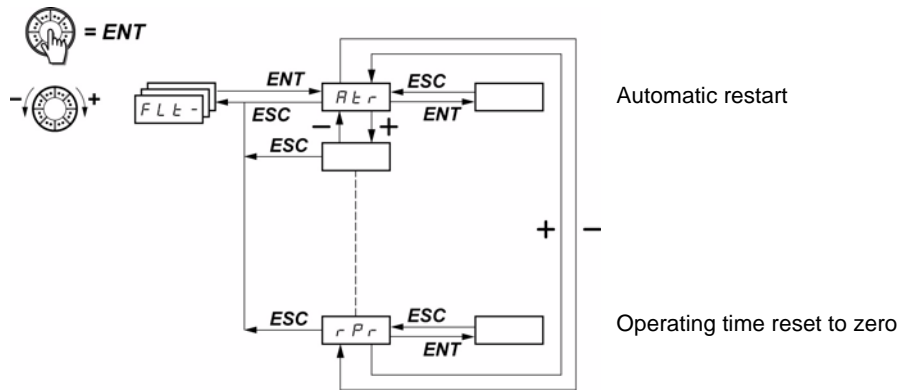 = ENT
ENT
ESC
Atr
Automatic restart
- +
FLt-
ESC
ENT
- +
ESC
+ -
ESC
ESC
rPr
Operating time reset to zero
ENT